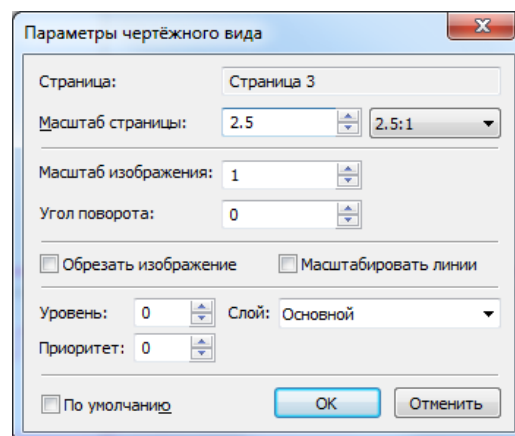 Параметры чертёжного вида
Страница: Страница 3
Масштаб страницы: 2.5 2.5:1
Масштаб изображения: 1
Угол поворота: 0
Обрезать изображение Масштабировать линии
Уровень: 0 Слой: Основной
Приоритет: 0
По умолчанию OK Отменить